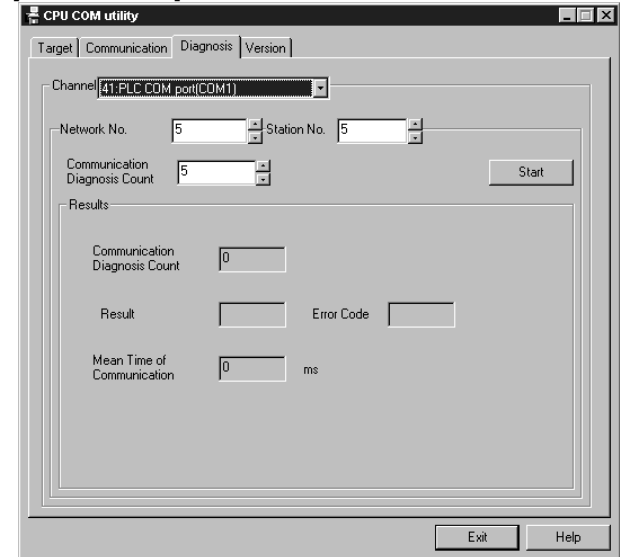 CPU COM utility
Target Communication Diagnosis Version
Channel 41:PLC COM port(COM1)
Network No. 5 Station No. 5
Communication
Diagnosis Count 5 Start
Results
Communication
Diagnosis Count 0
Result Error Code
Mean Time of
Communication 0 ms
Exit Help